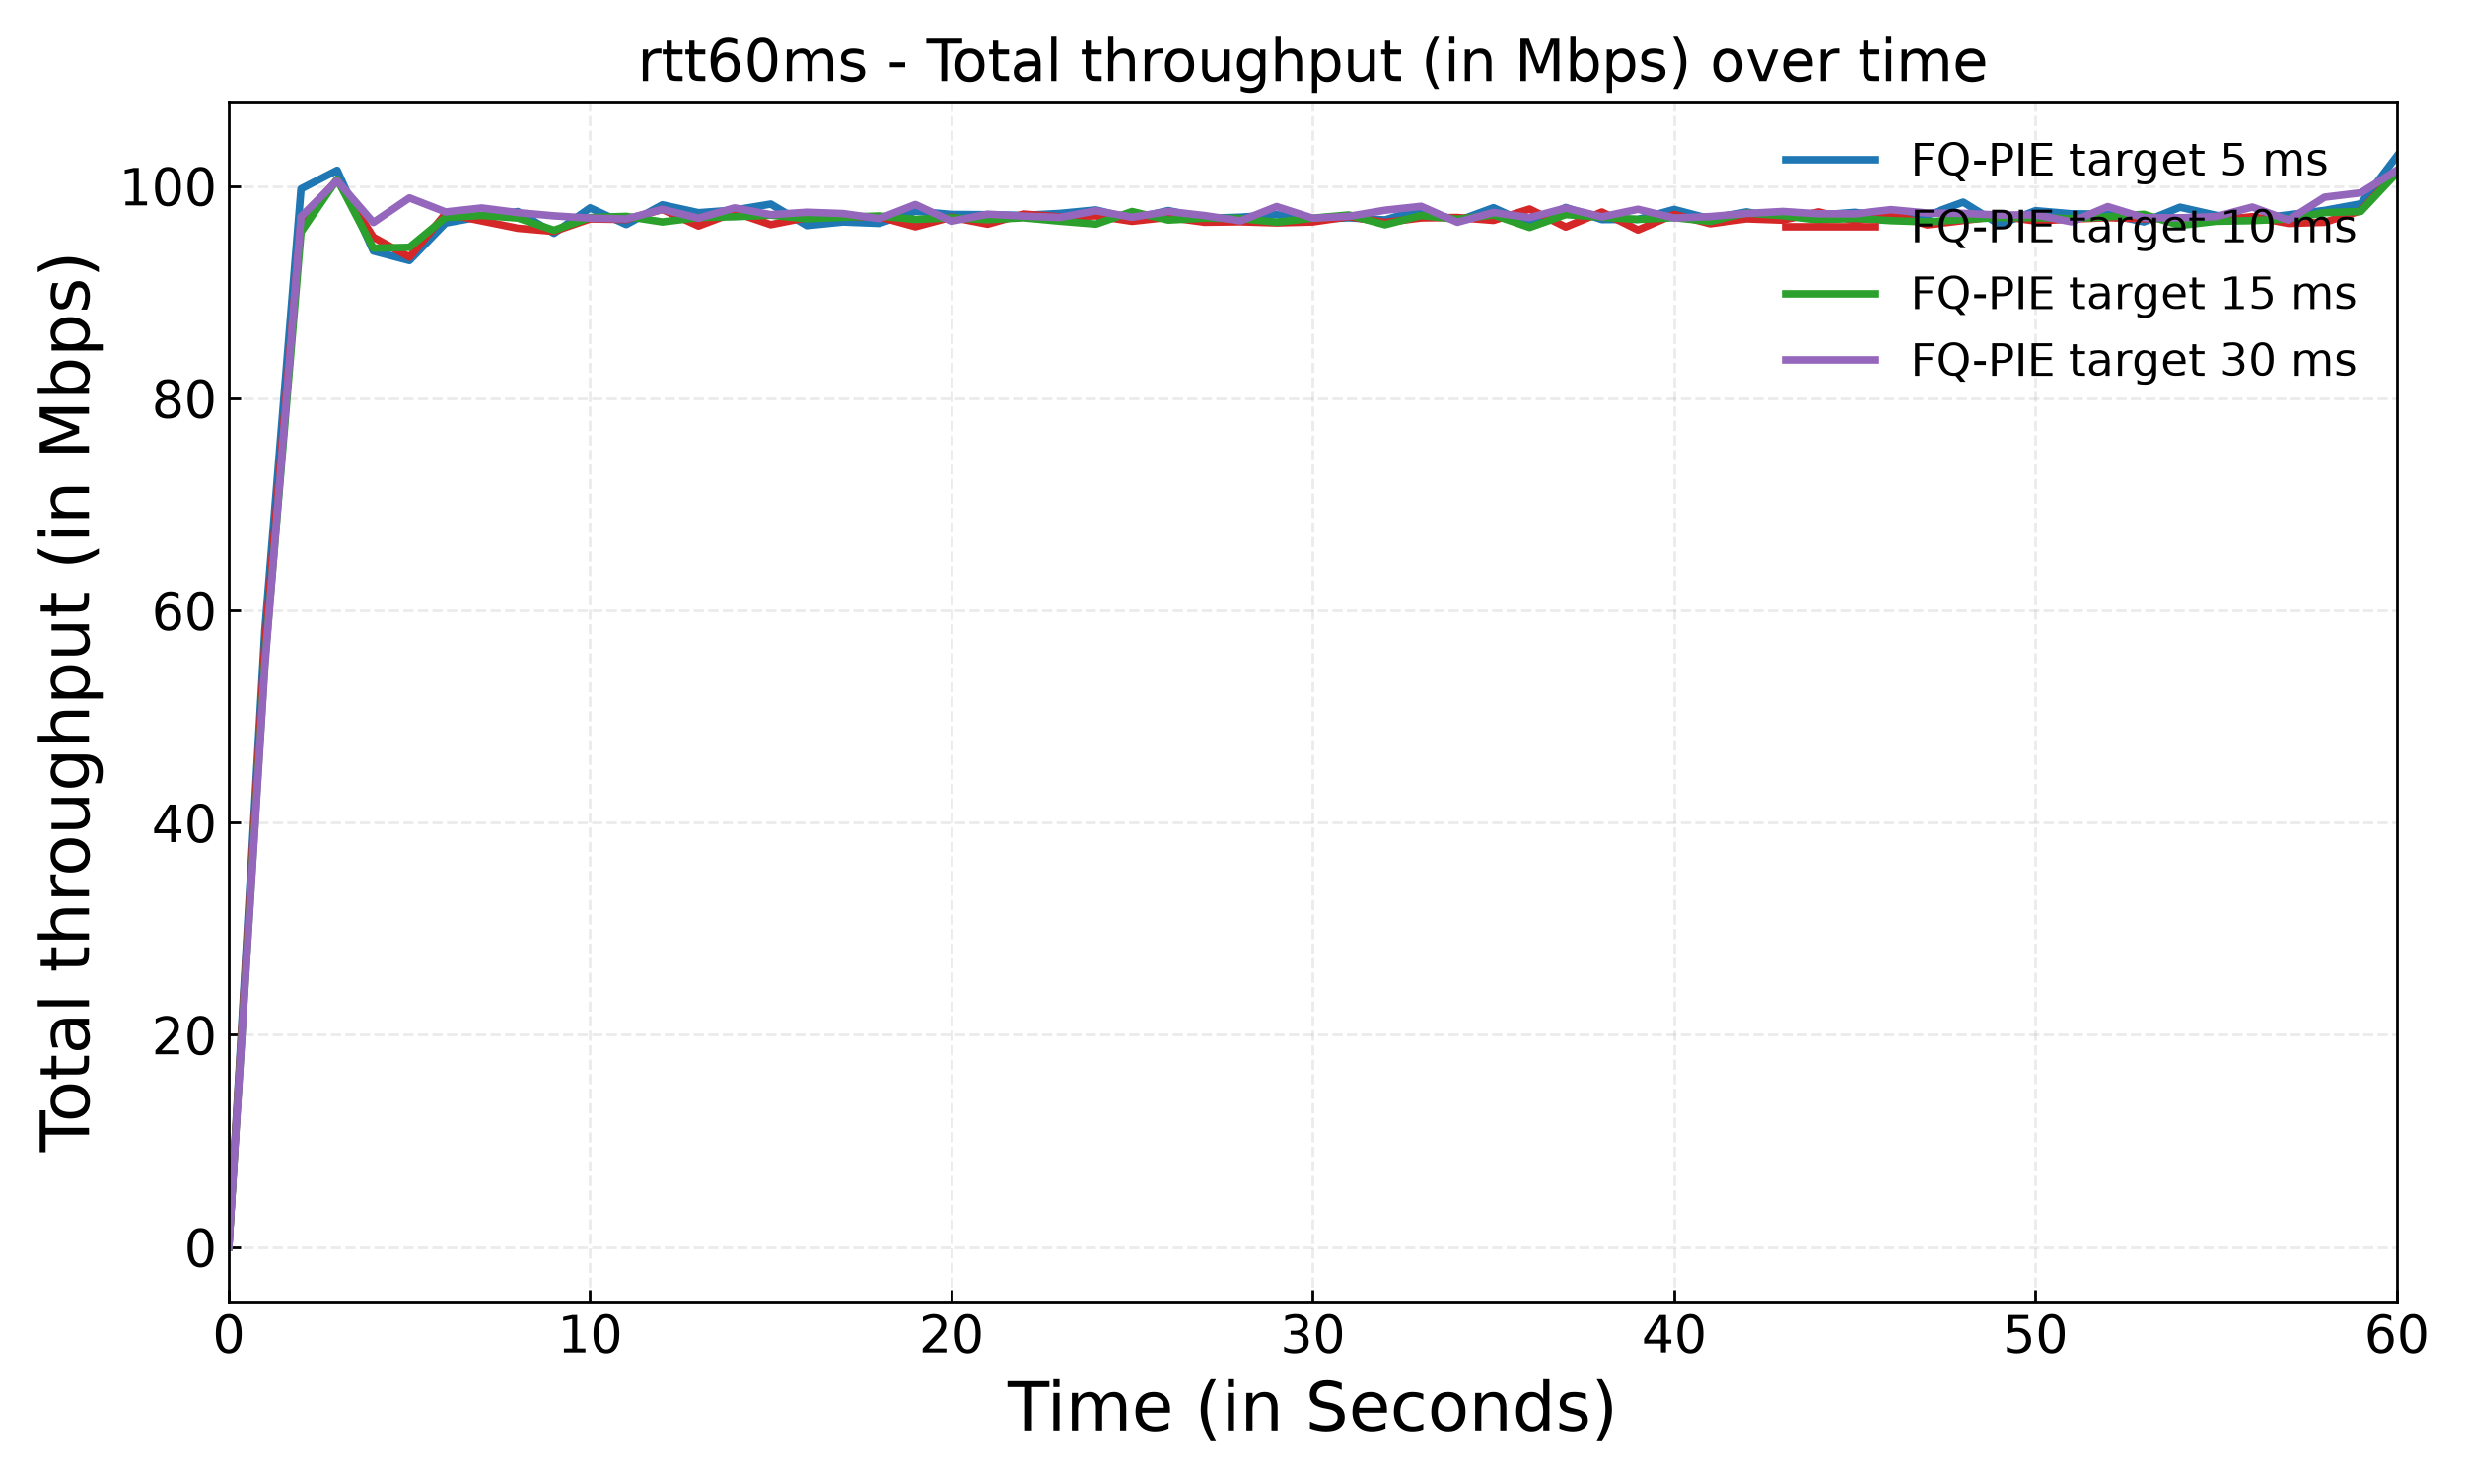 rtt60ms - Total throughput (in Mbps) over time
Total throughput (in Mbps)
100
80
60
40
20
0
FQ-PIE target 5 ms
FQ-PIE target 10 ms
FQ-PIE target 15 ms
FQ-PIE target 30 ms
0 10 20 30 40 50 60
Time (in Seconds)